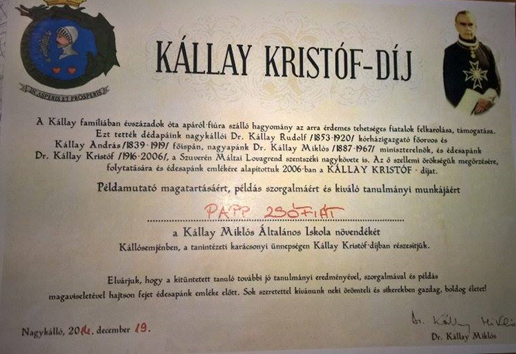 IN ASPERIS ET PROSPERIS
KÁLLAY KRISTÓF-DÍJ
A Kállay famíliában évszázadok óta apáról-fiúra szálló hagyomány az arra érdemes tehetséges fiatalok felkarolása, támogatása.
Ezt tették dédapáink nagykállói Dr. Kállay Rudolf /1853-1920/ kórházigazgató főorvos és
Kállay András /1839-1919/ főispán, nagyapánk Dr. Kállay Miklós /1887-1967/ miniszterelnök, és édesapánk
Dr. Kállay Kristóf /1916-2006/, a Szuverén Máltai Lovagrend szentszéki nagykövete is. Az ő szellemi örökségük megőrzésére,
folytatására és édesapánk emlékére alapítottuk 2006-ban a KÁLLAY KRISTÓF - díjat.
Példamutató magatartásáért, példás szorgalmáért és kiváló tanulmányi munkájáért
PAPP ZSÓFIÁT
a Kállay Miklós Általános Iskola növendékét
Kállósemjénben, a tanintézeti karácsonyi ünnepségen Kállay Kristóf-díjban részesítjük.
Elvárjuk, hogy a kitüntetett tanuló további jó tanulmányi eredményével, szorgalmával és példás
magaviseletével hajtson fejet édesapánk emléke előtt. Sok szeretettel kívánunk neki örömteli és sikerekben gazdag, boldog életet!
Nagykálló, 2014. december 19.
Dr. Kállay Miklós
Dr. Kállay Miklós